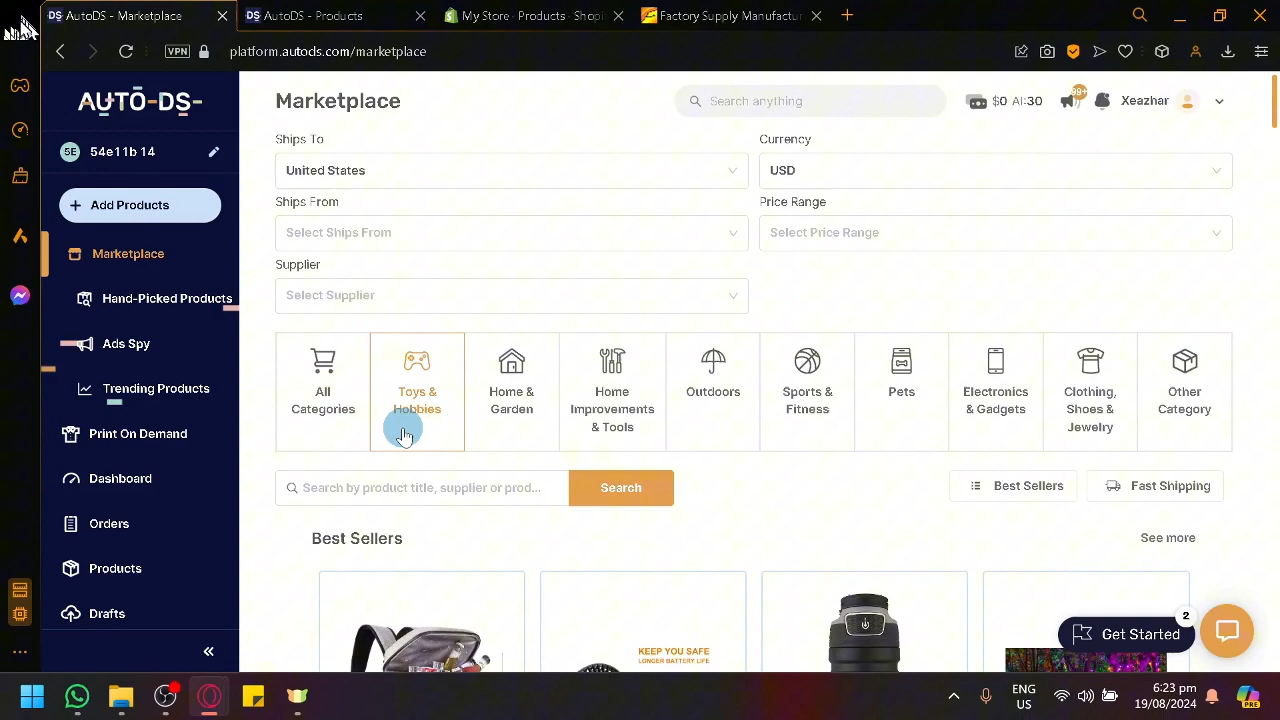 AutoDS - Marketplace
AutoDS - Products
My Store · Products · Shopi
Factory Supply Manufactur
VPN
platform.autods.com/marketplace
AUTO-DS
Marketplace
Search anything
$0 AI:30
99+
Xeazhar
5E
54e11b 14
Add Products
Marketplace
Hand-Picked Products
Ads Spy
Trending Products
Print On Demand
Dashboard
Orders
Products
Drafts
Ships To
Currency
United States
USD
Ships From
Price Range
Select Ships From
Select Price Range
Supplier
Select Supplier
All Categories
Toys & Hobbies
Home & Garden
Home Improvements & Tools
Outdoors
Sports & Fitness
Pets
Electronics & Gadgets
Clothing, Shoes & Jewelry
Other Category
Search by product title, supplier or prod...
Search
Best Sellers
Fast Shipping
Best Sellers
See more
KEEP YOU SAFE
LONGER BATTERY LIFE
Get Started
2
ENG
US
6:23 pm
19/08/2024
PRE